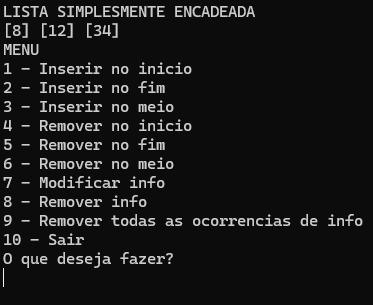 LISTA SIMPLESMENTE ENCADEADA
[8] [12] [34]
MENU
1 - Inserir no inicio
2 - Inserir no fim
3 - Inserir no meio
4 - Remover no inicio
5 - Remover no fim
6 - Remover no meio
7 - Modificar info
8 - Remover info
9 - Remover todas as ocorrencias de info
10 - Sair
O que deseja fazer?